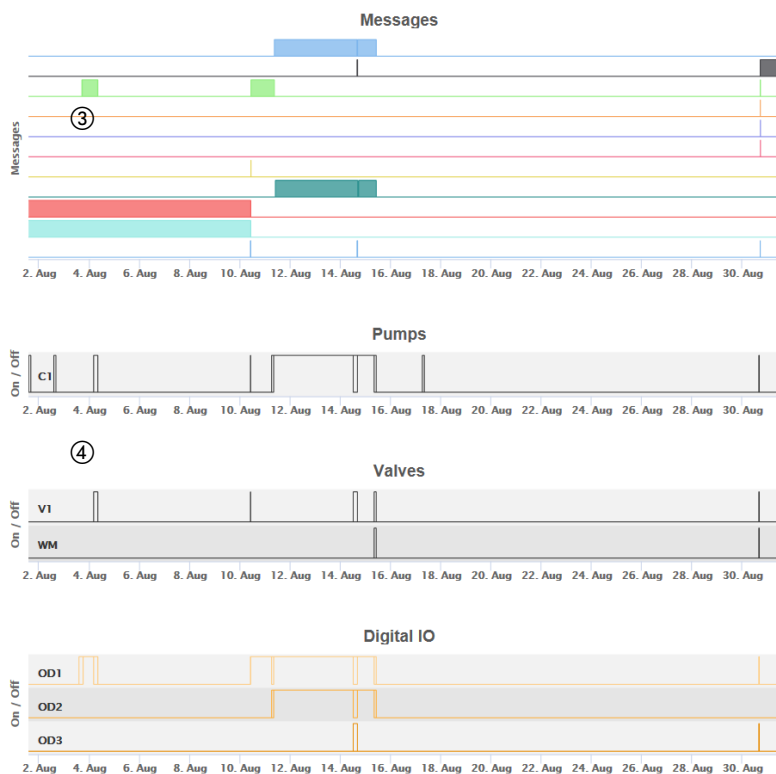 Messages
Messages
③
2. Aug 4. Aug 6. Aug 8. Aug 10. Aug 12. Aug 14. Aug 16. Aug 18. Aug 20. Aug 22. Aug 24. Aug 26. Aug 28. Aug 30. Aug
Pumps
On / Off
C1
2. Aug 4. Aug 6. Aug 8. Aug 10. Aug 12. Aug 14. Aug 16. Aug 18. Aug 20. Aug 22. Aug 24. Aug 26. Aug 28. Aug 30. Aug
④
Valves
On / Off
V1
WM
2. Aug 4. Aug 6. Aug 8. Aug 10. Aug 12. Aug 14. Aug 16. Aug 18. Aug 20. Aug 22. Aug 24. Aug 26. Aug 28. Aug 30. Aug
Digital IO
On / Off
OD1
OD2
OD3
2. Aug 4. Aug 6. Aug 8. Aug 10. Aug 12. Aug 14. Aug 16. Aug 18. Aug 20. Aug 22. Aug 24. Aug 26. Aug 28. Aug 30. Aug